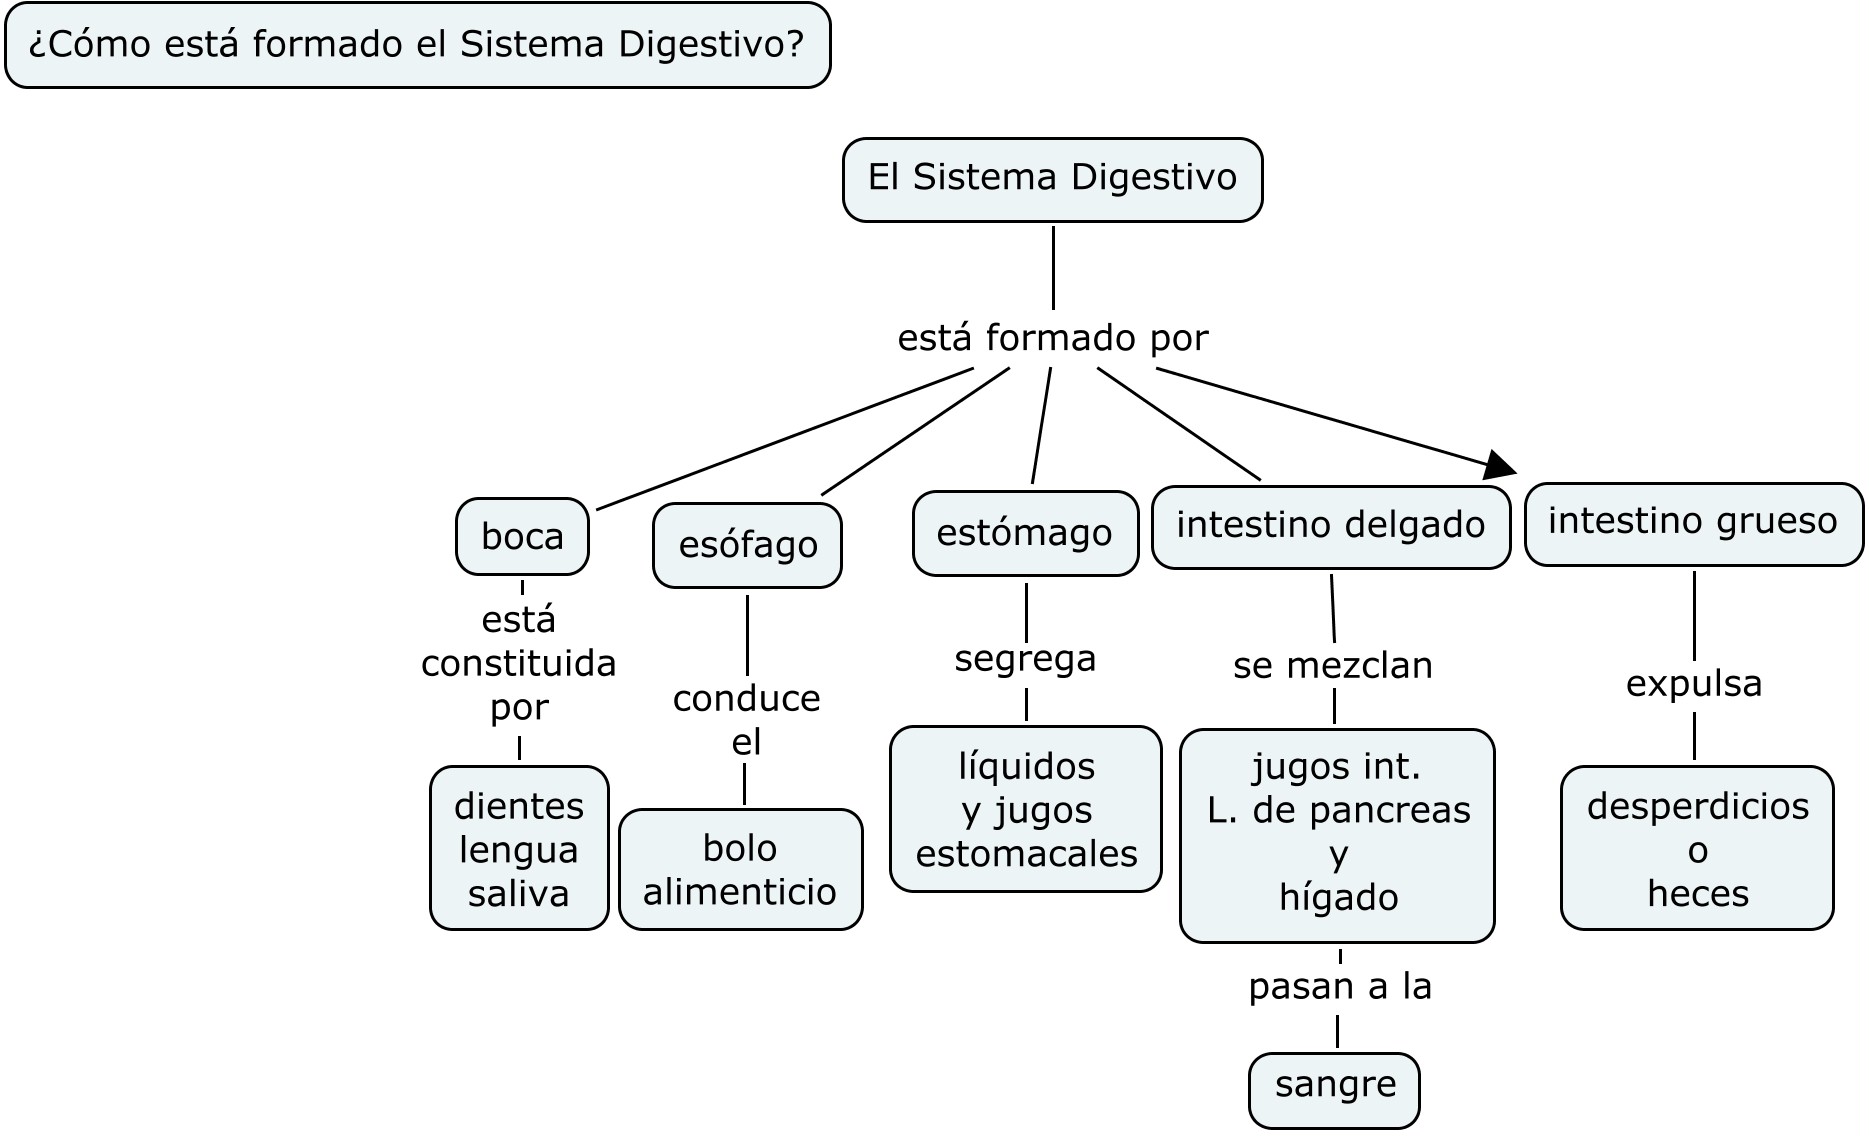 ¿Cómo está formado el Sistema Digestivo?
El Sistema Digestivo
está formado por
boca
está
constituida
por
dientes
lengua
saliva
esófago
conduce
el
bolo
alimenticio
estómago
segrega
líquidos
y jugos
estomacales
intestino delgado
se mezclan
jugos int.
L. de pancreas
y
hígado
pasan a la
sangre
intestino grueso
expulsa
desperdicios
o
heces